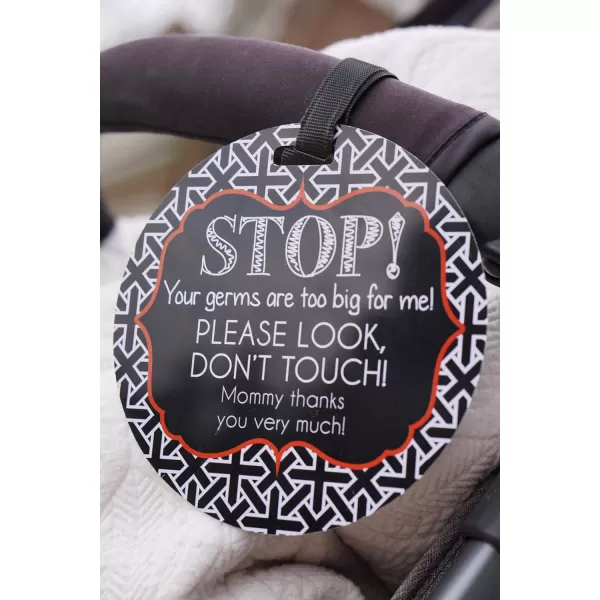 STOP!
Your germs are too big for me!
PLEASE LOOK,
DON'T TOUCH!
Mommy thanks
you very much!